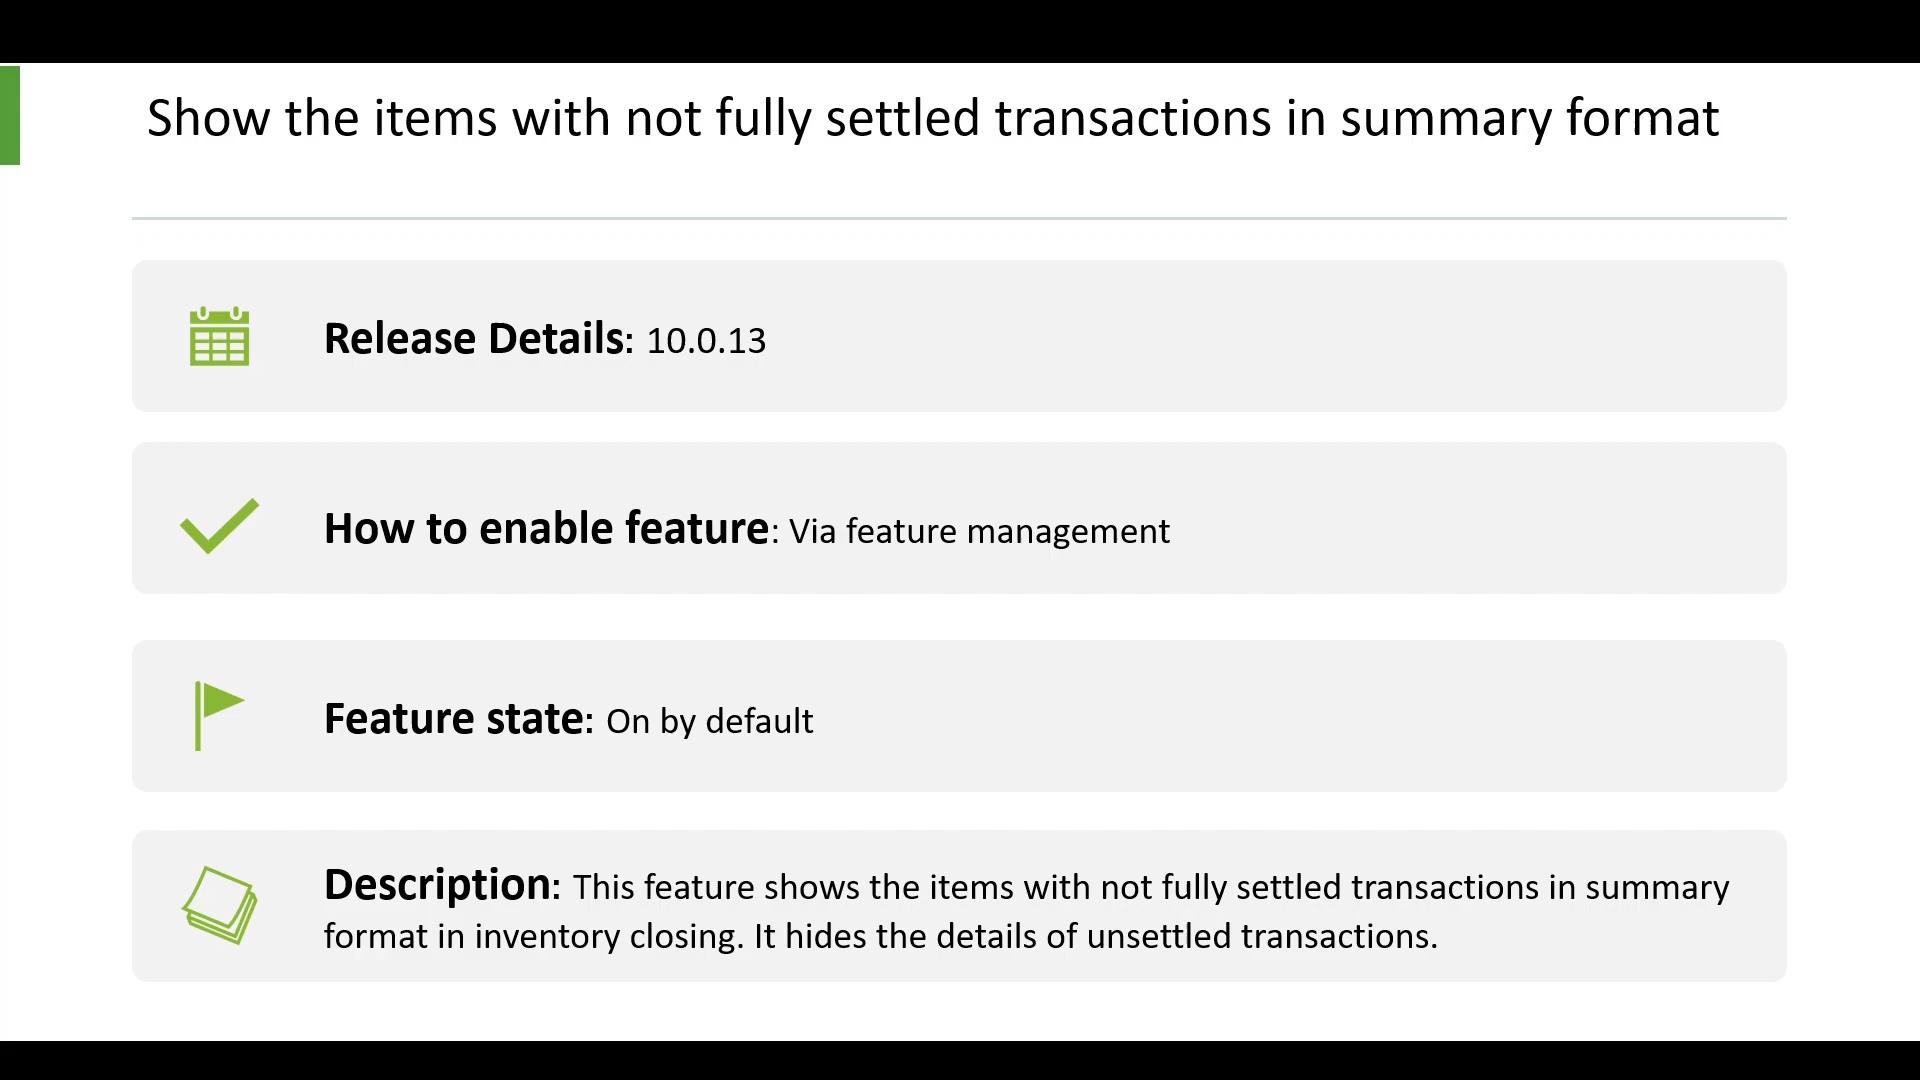 Show the items with not fully settled transactions in summary format
Release Details: 10.0.13
How to enable feature: Via feature management
Feature state: On by default
Description: This feature shows the items with not fully settled transactions in summary
format in inventory closing. It hides the details of unsettled transactions.